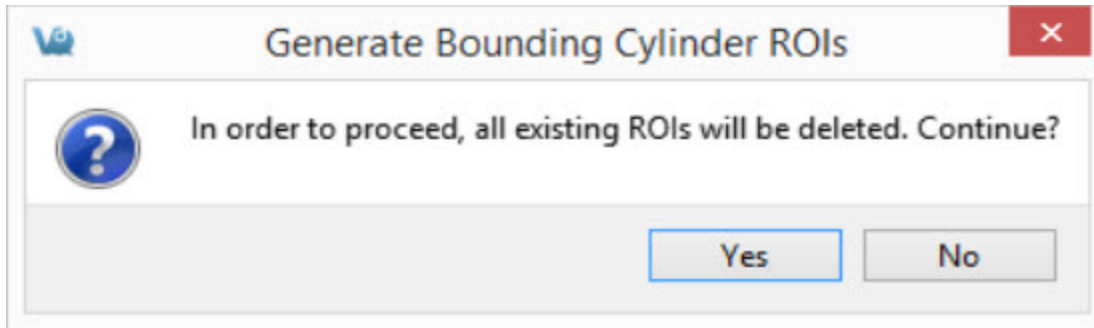 Generate Bounding Cylinder ROIs
In order to proceed, all existing ROIs will be deleted. Continue?
Yes
No